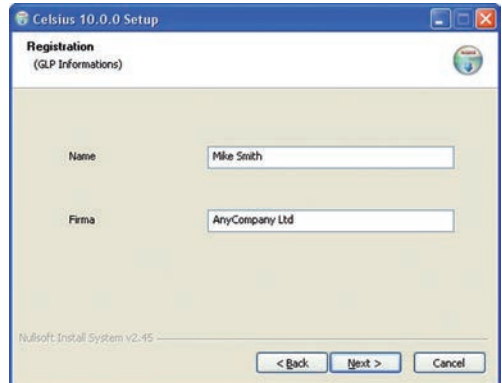 Celsius 10.0.0 Setup
Registration
(GLP Informations)
Name Mike Smith
Firma AnyCompany Ltd
Nullsoft Install System v2.45
< Back Next > Cancel